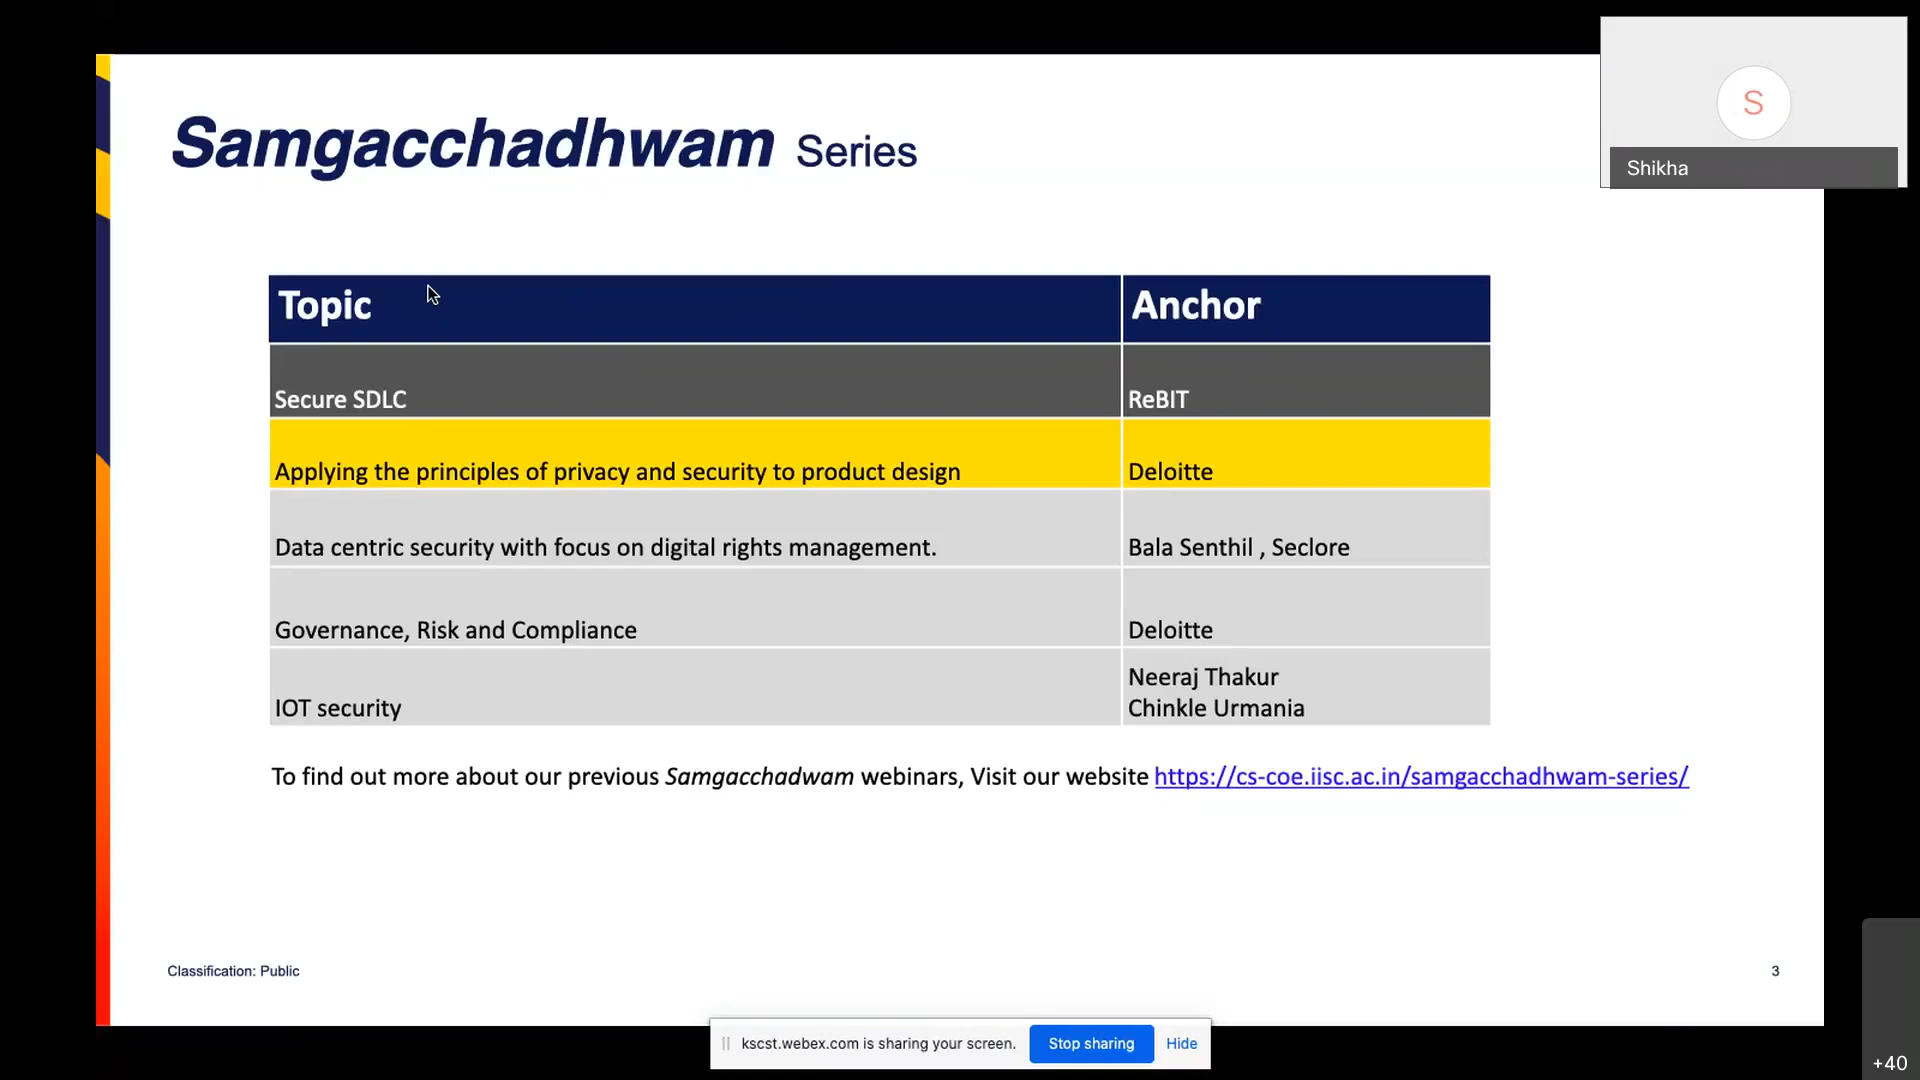 Samgacchadhwam Series
S
Shikha
Topic Anchor
Secure SDLC ReBIT
Applying the principles of privacy and security to product design Deloitte
Data centric security with focus on digital rights management. Bala Senthil , Seclore
Governance, Risk and Compliance Deloitte
IOT security Neeraj Thakur
Chinkle Urmania
To find out more about our previous Samgacchadwam webinars, Visit our website https://cs-coe.iisc.ac.in/samgacchadhwam-series/
Classification: Public 3
kscst.webex.com is sharing your screen. Stop sharing Hide
+40